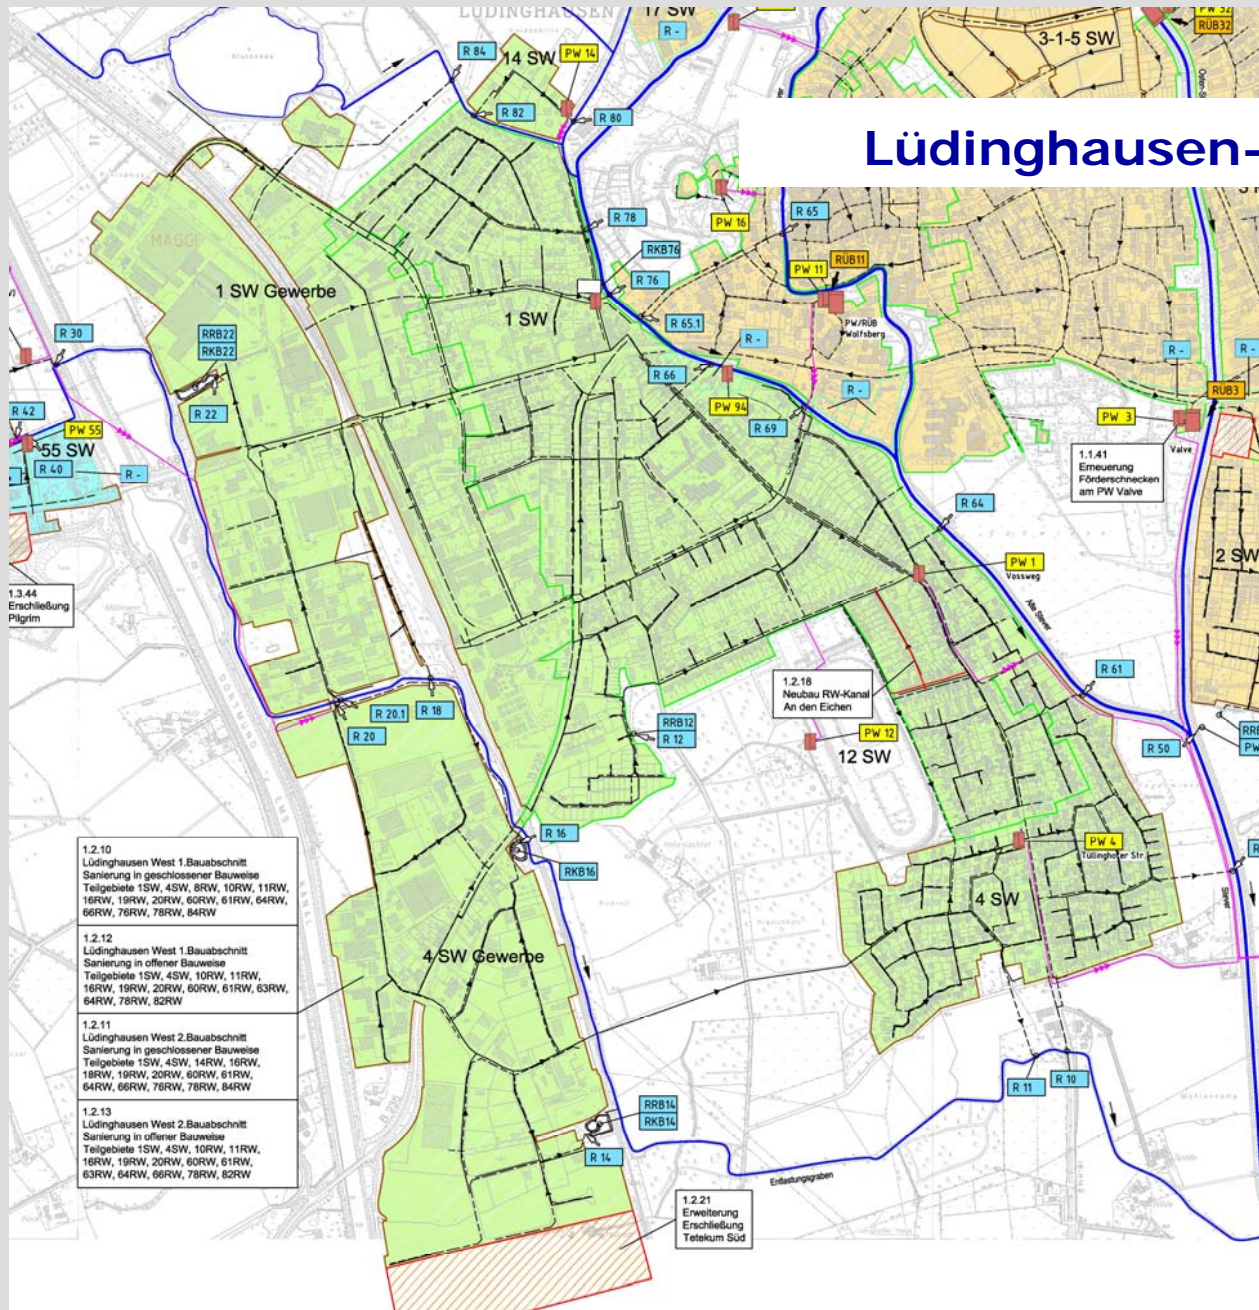 LÜDINGHAUSEN
17 SW
R -
PW 32
RÜB32
3-1-5 SW
R 84
14 SW
PW 14
R 82
R 80
Lüdinghausen-
MAGGI
R 78
PW 16
R 65
RKB76
R 76
PW 11
RÜB11
PW/RÜB
Wolfsberg
1 SW Gewerbe
1 SW
R 65.1
R -
R 30
RRB22
RKB22
R 22
R 66
PW 94
R 69
R -
R -
R -
RÜB3
PW 3
Valve
R 42
PW 55
55 SW
R 40
R -
1.1.41
Erneuerung
Förderschnecken
am PW Valve
R 64
PW 1
Vossweg
2 SW
1.3.44
Erschließung
Pilgrim
Alte Stever
1.2.18
Neubau RW-Kanal
An den Eichen
R 61
R 20.1
R 18
R 20
RRB12
R 12
PW 12
12 SW
R 50
DORTMUND
EMS
R 16
RKB16
PW 4
Tüllinghofer Str.
4 SW
Stever
1.2.10
Lüdinghausen West 1.Bauabschnitt
Sanierung in geschlossener Bauweise
Teilgebiete 1SW, 4SW, 8RW, 10RW, 11RW,
16RW, 19RW, 20RW, 60RW, 61RW, 64RW,
66RW, 76RW, 78RW, 84RW
1.2.12
Lüdinghausen West 1.Bauabschnitt
Sanierung in offener Bauweise
Teilgebiete 1SW, 4SW, 10RW, 11RW,
16RW, 19RW, 20RW, 60RW, 61RW, 63RW,
64RW, 78RW, 82RW
1.2.11
Lüdinghausen West 2.Bauabschnitt
Sanierung in geschlossener Bauweise
Teilgebiete 1SW, 4SW, 14RW, 16RW,
18RW, 19RW, 20RW, 60RW, 61RW,
64RW, 66RW, 76RW, 78RW, 84RW
1.2.13
Lüdinghausen West 2.Bauabschnitt
Sanierung in offener Bauweise
Teilgebiete 1SW, 4SW, 10RW, 11RW,
16RW, 19RW, 20RW, 60RW, 61RW,
63RW, 64RW, 66RW, 78RW, 82RW
4 SW Gewerbe
R 11
R 10
RRB14
RKB14
R 14
B 235
Entlastungsgraben
1.2.21
Erweiterung
Erschließung
Tetekum Süd